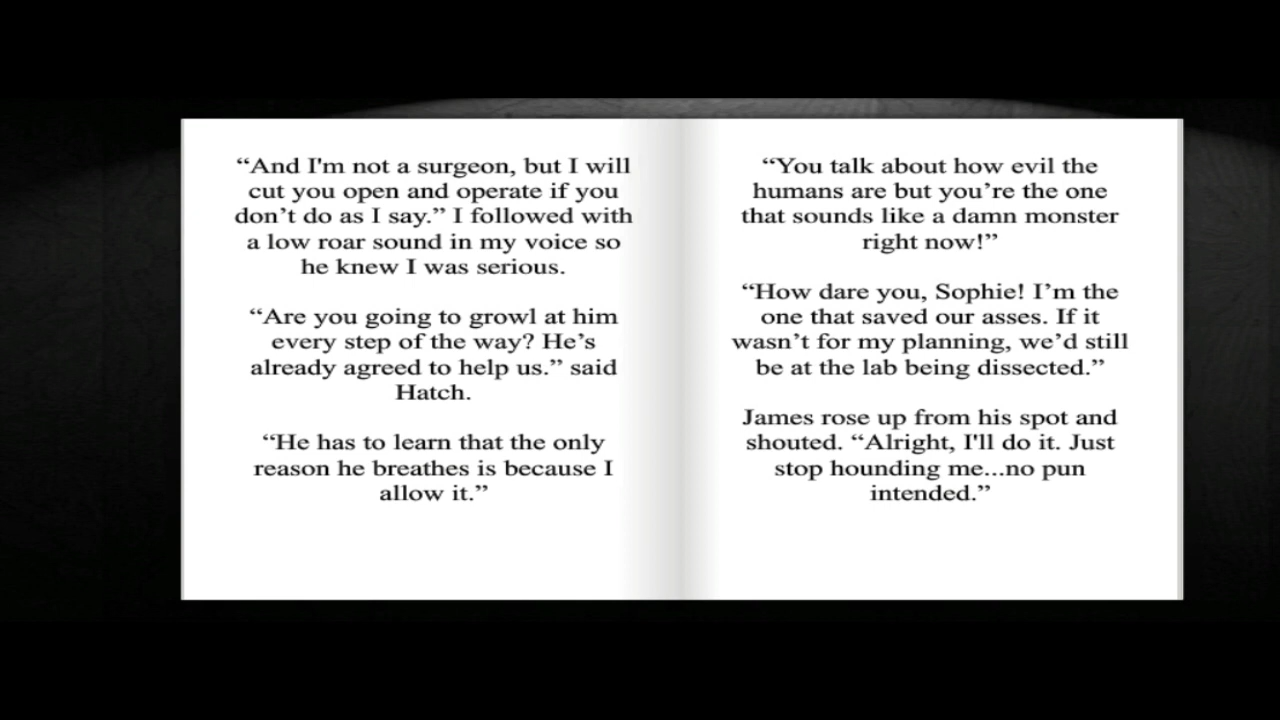 “And I'm not a surgeon, but I will
cut you open and operate if you
don’t do as I say.” I followed with
a low roar sound in my voice so
he knew I was serious.
“Are you going to growl at him
every step of the way? He’s
already agreed to help us.” said
Hatch.
“He has to learn that the only
reason he breathes is because I
allow it.”
“You talk about how evil the
humans are but you’re the one
that sounds like a damn monster
right now!”
“How dare you, Sophie! I’m the
one that saved our asses. If it
wasn’t for my planning, we’d still
be at the lab being dissected.”
James rose up from his spot and
shouted. “Alright, I'll do it. Just
stop hounding me...no pun
intended.”